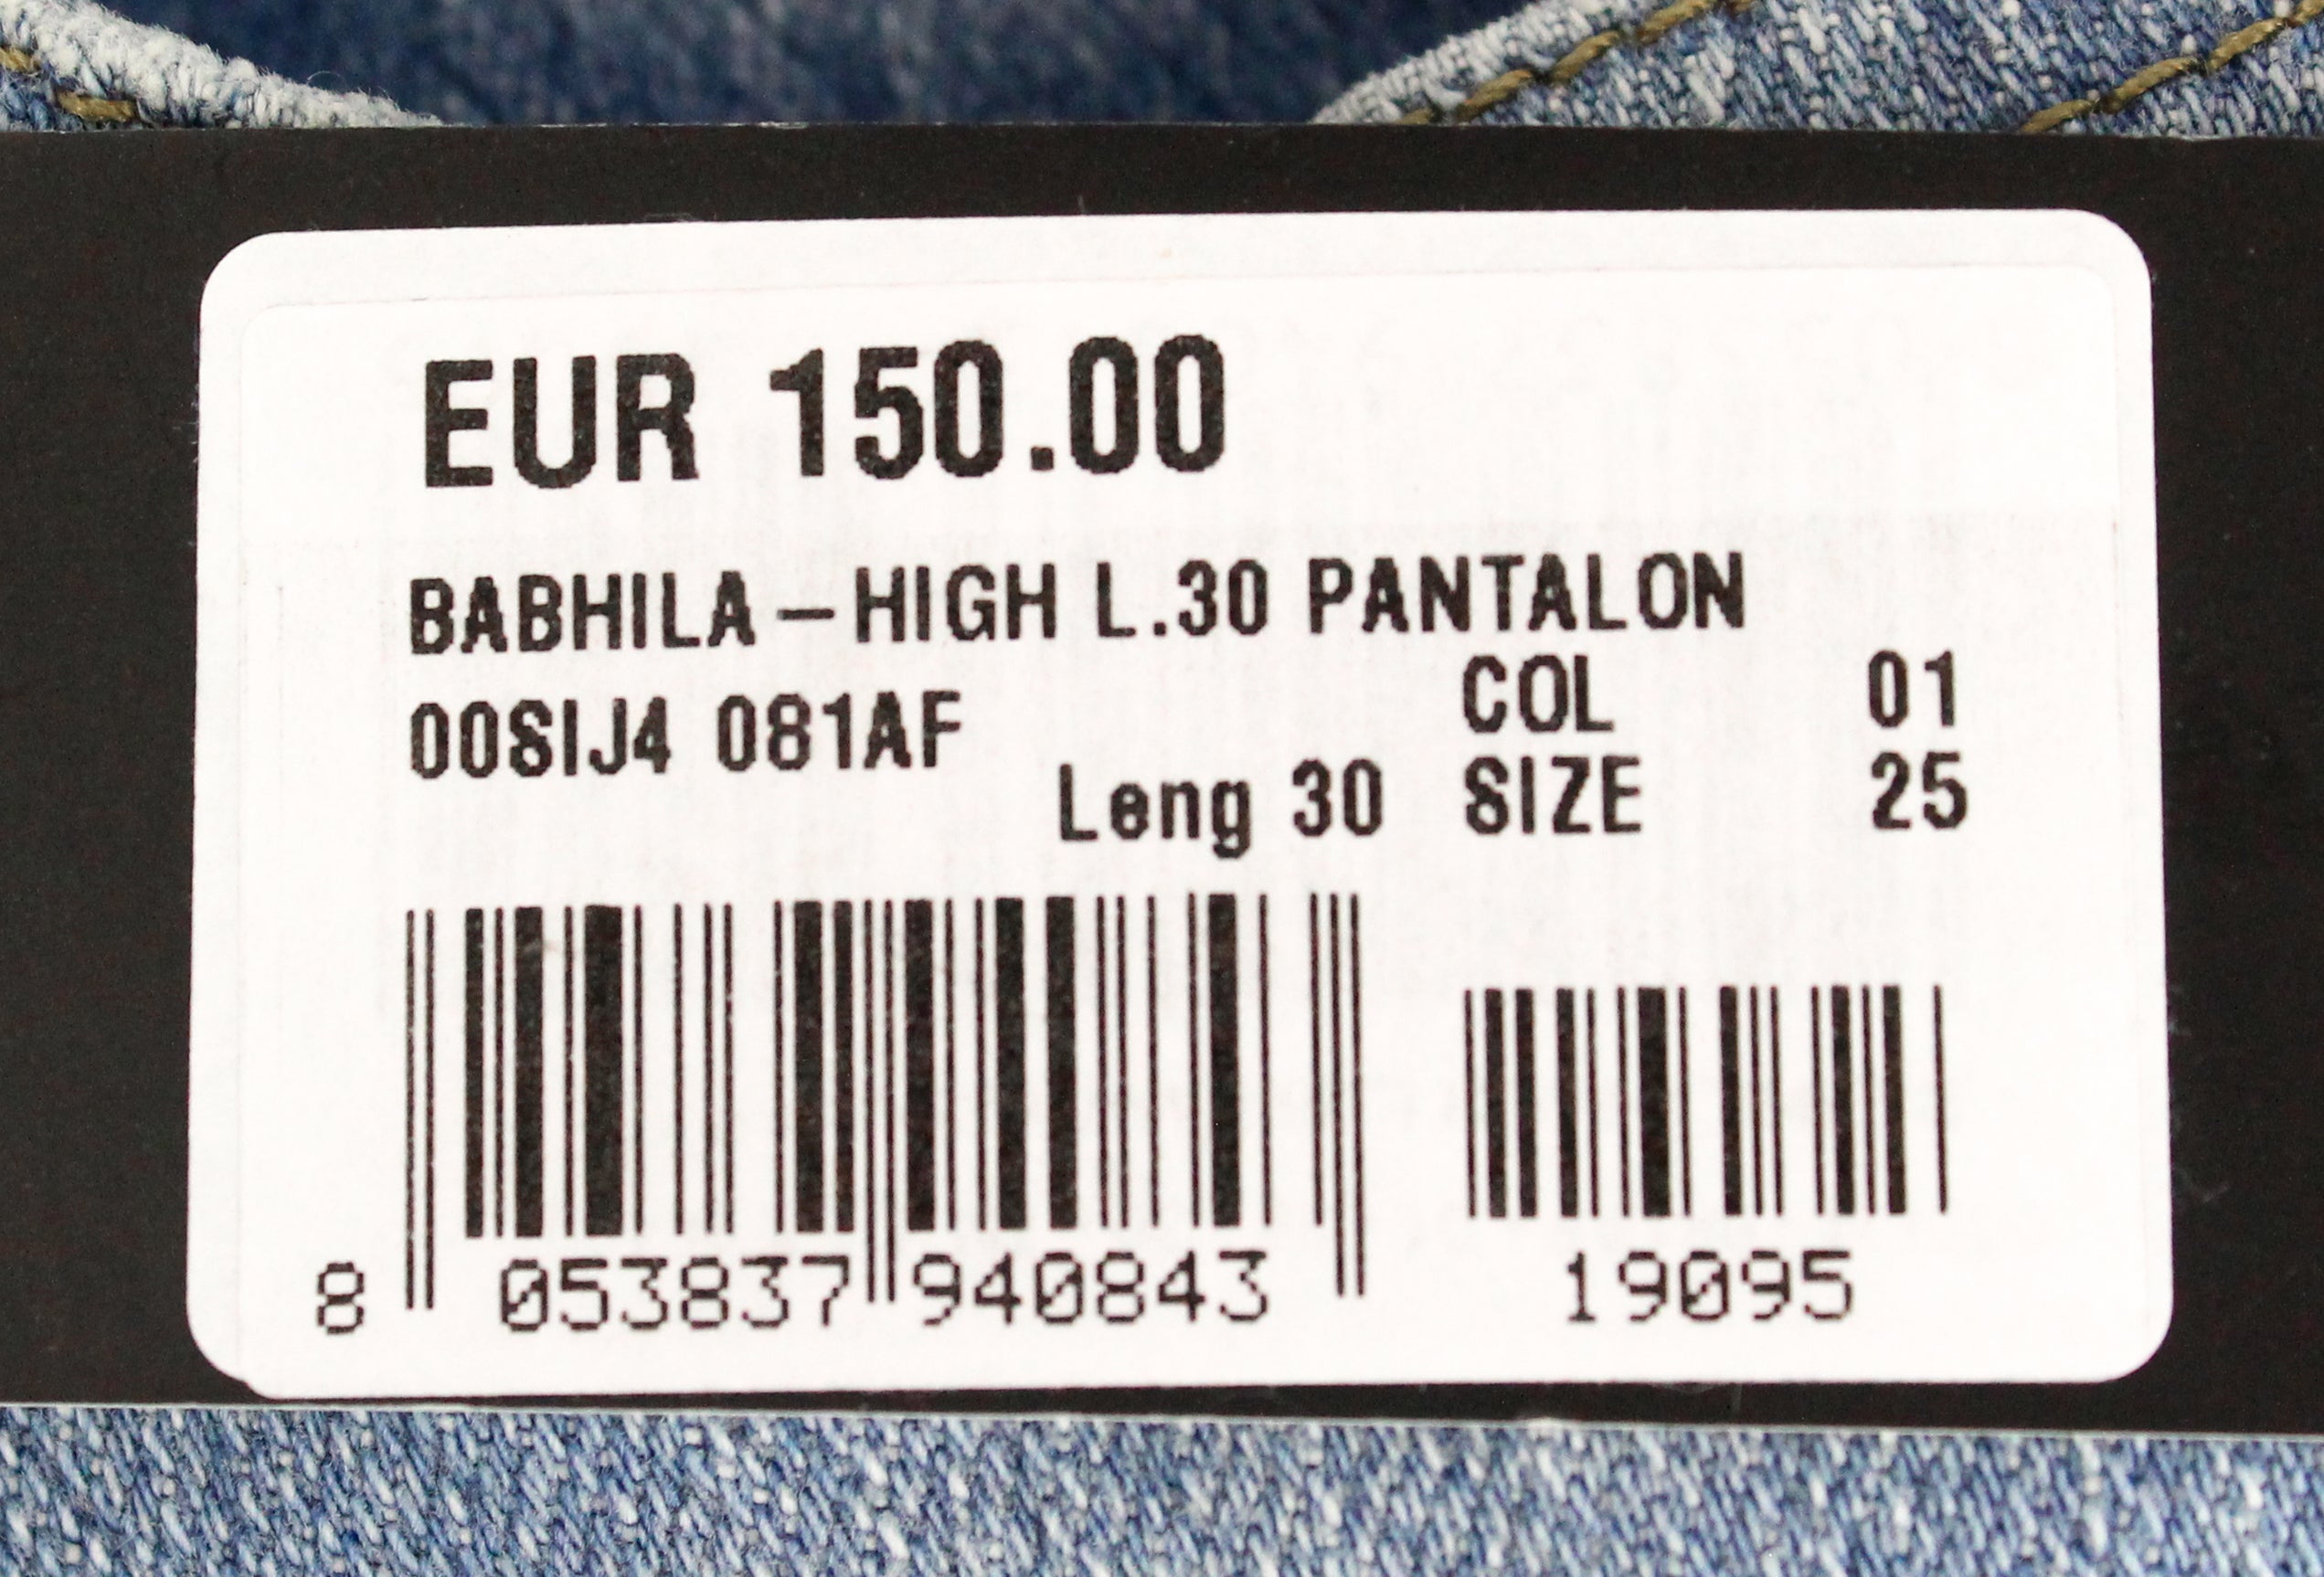 EUR 150.00
BABHILA-HIGH L.30 PANTALON
00SIJ4 081AF
COL 01
Leng 30 SIZE 25
8 053837 940843
19095